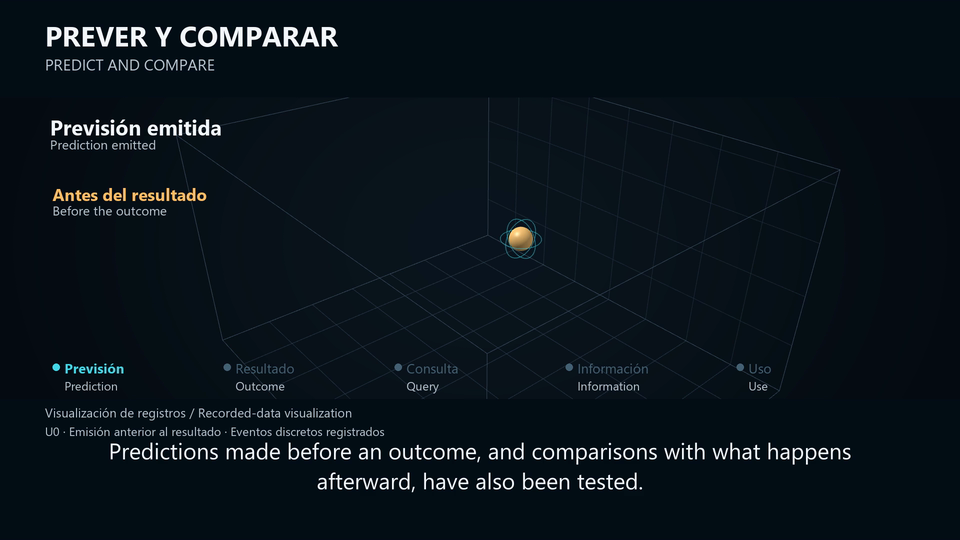 PREVER Y COMPARAR
PREDICT AND COMPARE
Previsión emitida
Prediction emitted
Antes del resultado
Before the outcome
Previsión
Prediction
Resultado
Outcome
Consulta
Query
Información
Information
Uso
Use
Visualización de registros / Recorded-data visualization
U0 · Emisión anterior al resultado · Eventos discretos registrados
Predictions made before an outcome, and comparisons with what happens
afterward, have also been tested.